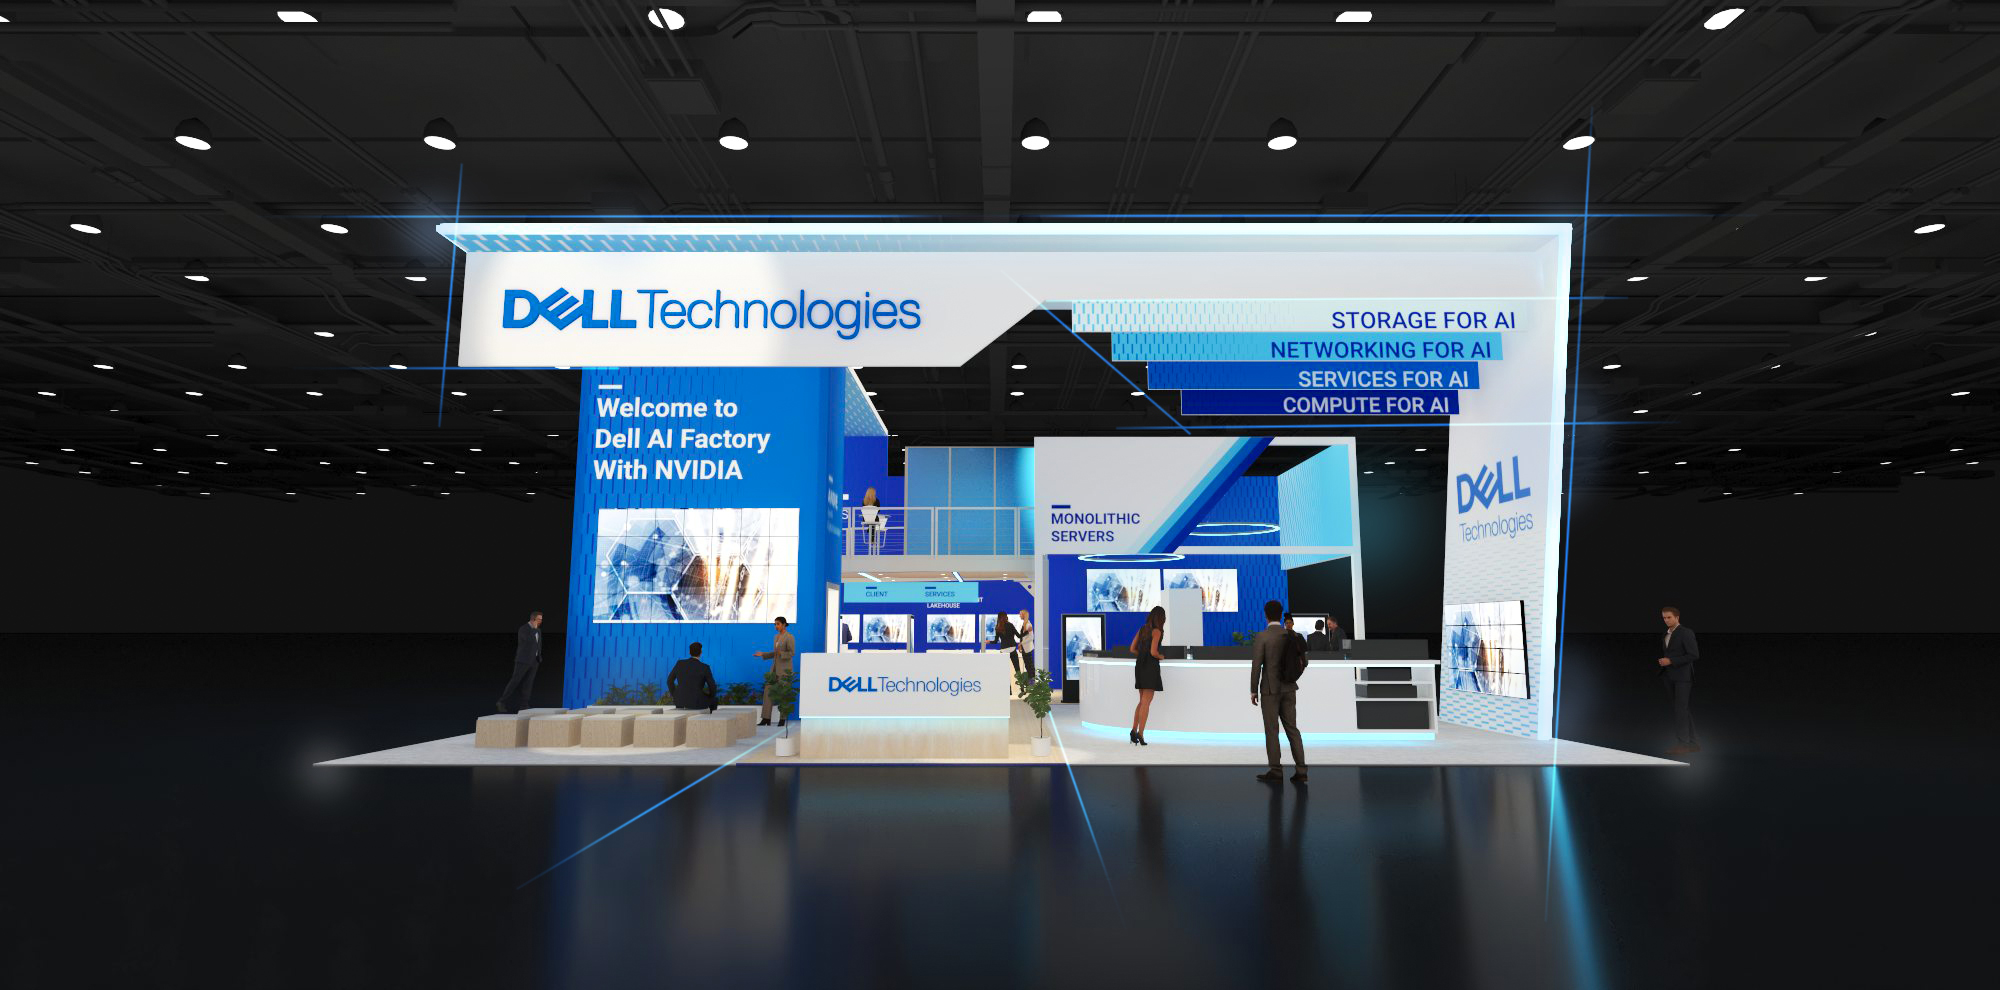 DELL Technologies
STORAGE FOR AI
NETWORKING FOR AI
SERVICES FOR AI
COMPUTE FOR AI
Welcome to
Dell AI Factory
With NVIDIA
DELL
Technologies
MONOLITHIC
SERVERS
CLIENT
SERVICES
LAKEHOUSE
DELL Technologies